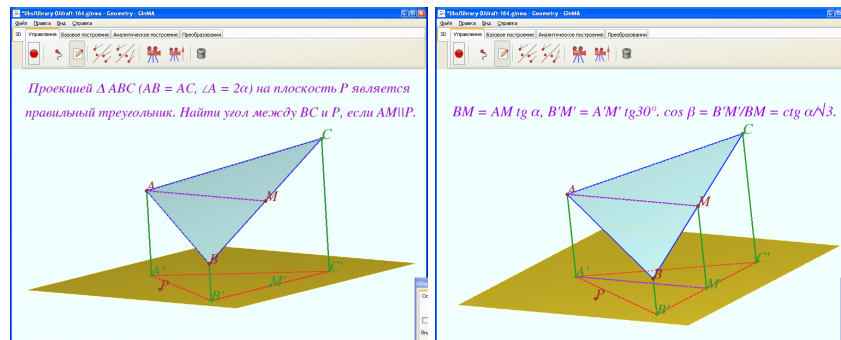 *libs/library-0/draft-164.ginma - Geometry - GInMA
Файл Правка Вид Справка
3D Управление Базовое построение Аналитическое построение Преобразования
Проекцией Δ ABC (AB = AC, ∠A = 2α) на плоскость P является
правильный треугольник. Найти угол между BC и P, если AM||P.
C
A
M
B
A'
C'
P
M'
B'
*libs/library-0/draft-164.ginma - Geometry - GInMA
Файл Правка Вид Справка
3D Управление Базовое построение Аналитическое построение Преобразования
BM = AM tg α, B'M' = A'M' tg30°. cos β = B'M'/BM = ctg α/√3.
C
A
M
C'
A'
B
M'
P
B'